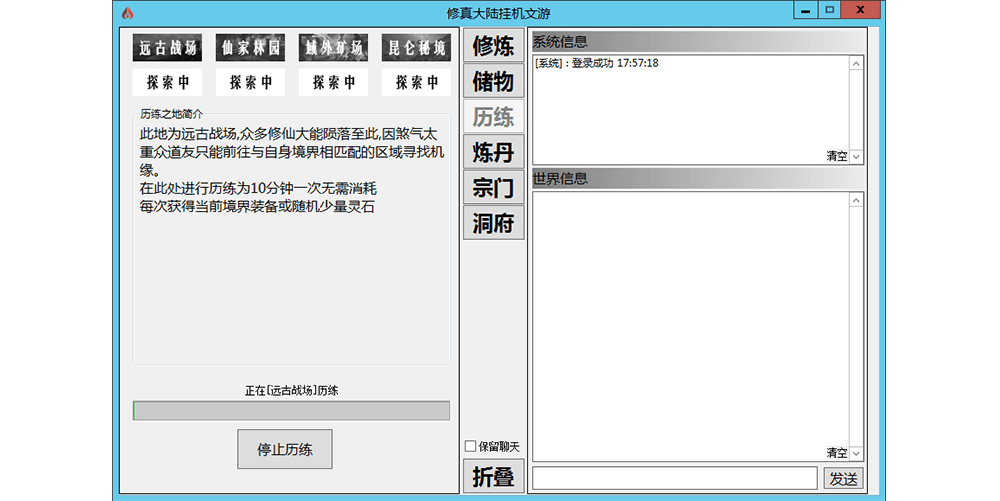 修真大陆挂机文游
远古战场 仙家林园 域外矿场 昆仑秘境
探索中 探索中 探索中 探索中
历练之地简介
此地为远古战场,众多修仙大能陨落至此,因煞气太
重众道友只能前往与自身境界相匹配的区域寻找机
缘。
在此处进行历练为10分钟一次无需消耗
每次获得当前境界装备或随机少量灵石
正在[远古战场]历练
停止历练
修炼
储物
历练
炼丹
宗门
洞府
保留聊天
折叠
系统信息
[系统]:登录成功 17:57:18
清空
世界信息
清空
发送